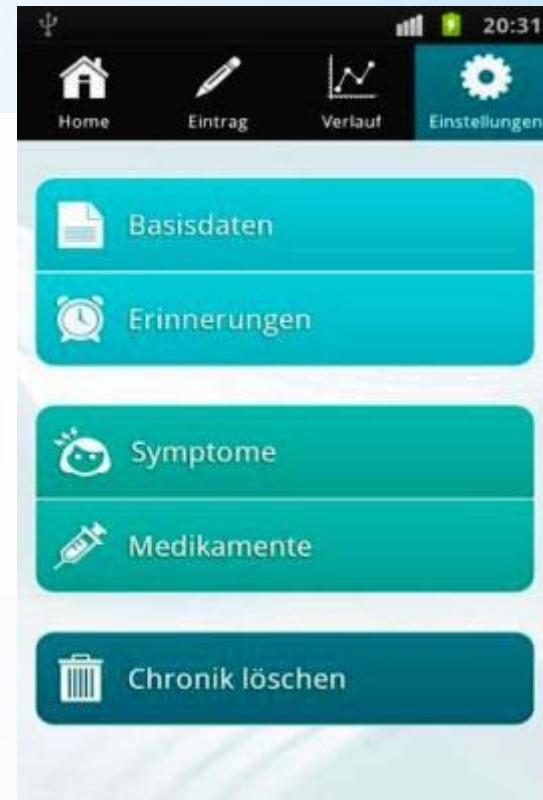 20:31
Home Eintrag Verlauf Einstellungen
Basisdaten
Erinnerungen
Symptome
Medikamente
Chronik löschen